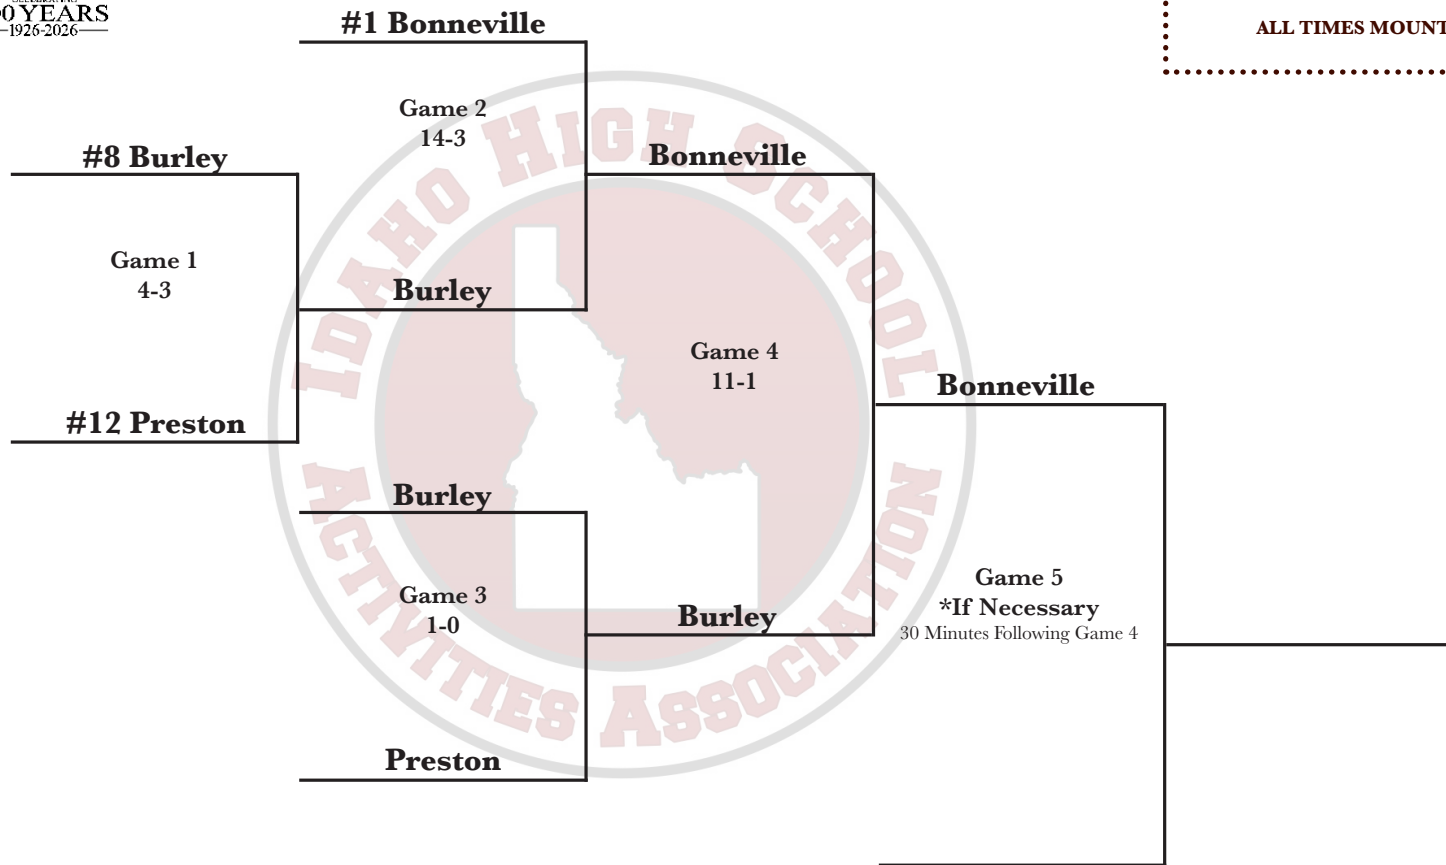 YEARS
1926-2026
#1 Bonneville
ALL TIMES MOUNT
Game 2
14-3
#8 Burley
Bonneville
Game 1
4-3
Burley
Game 4
11-1
#12 Preston
Bonneville
Burley
Game 3
1-0
Burley
Game 5
*If Necessary
30 Minutes Following Game 4
Preston
IDAHO HIGH SCHOOL
ACTIVITIES ASSOCIATION